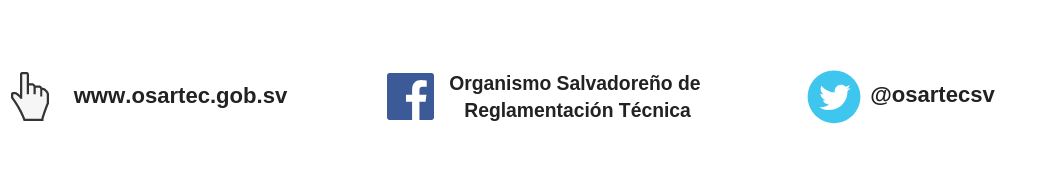 www.osartec.gob.sv
Organismo Salvadoreño de
Reglamentación Técnica
@osartecsv